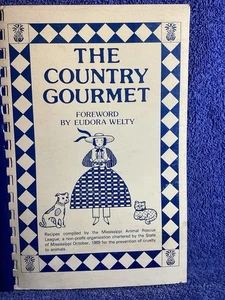 THE
COUNTRY
GOURMET
FOREWORD
BY EUDORA WELTY
Recipes compiled by the Mississippi Animal Rescue
League; a non-profit organization chartered by the State
of Mississippi October, 1969 for the prevention of cruelty
to animals.